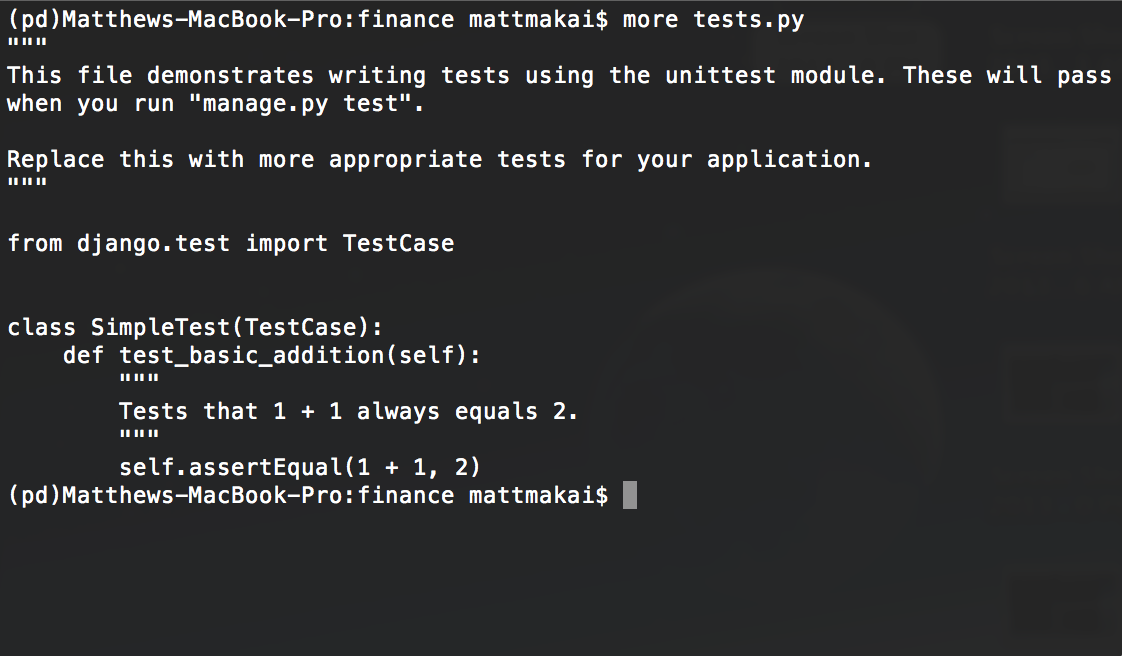 (pd)Matthews-MacBook-Pro:finance mattmakai$ more tests.py
"""
This file demonstrates writing tests using the unittest module. These will pass
when you run "manage.py test".

Replace this with more appropriate tests for your application.
"""

from django.test import TestCase


class SimpleTest(TestCase):
    def test_basic_addition(self):
        """
        Tests that 1 + 1 always equals 2.
        """
        self.assertEqual(1 + 1, 2)
(pd)Matthews-MacBook-Pro:finance mattmakai$